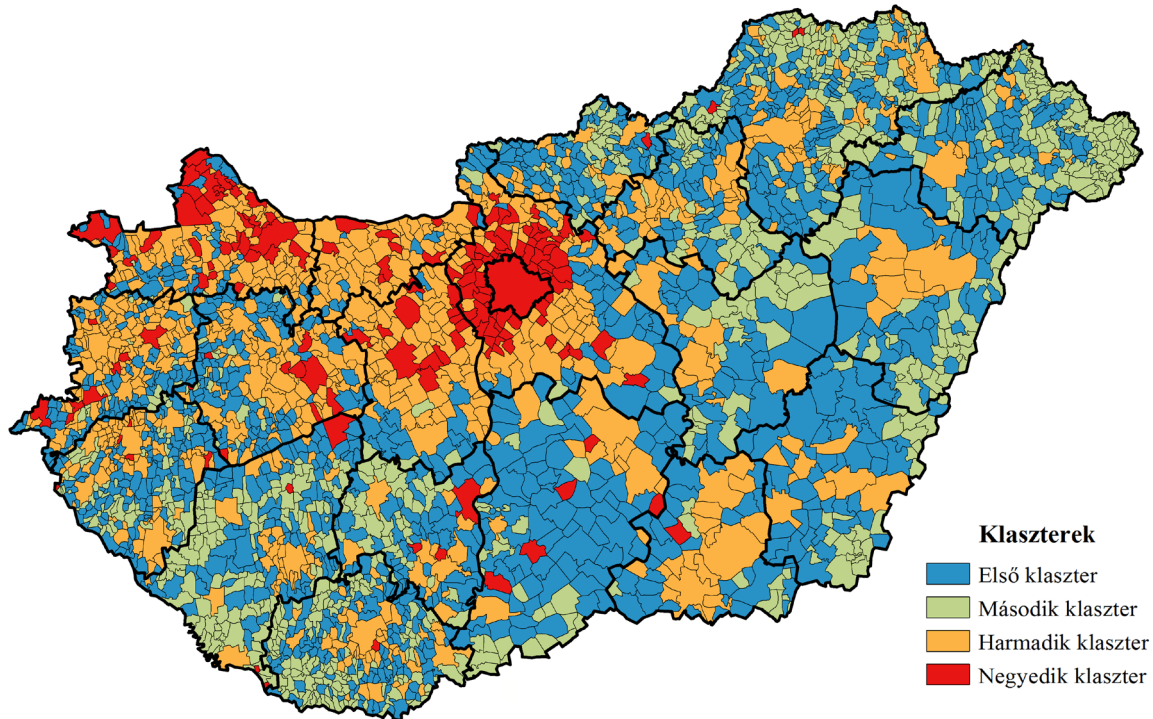 Klaszterek
Első klaszter
Második klaszter
Harmadik klaszter
Negyedik klaszter